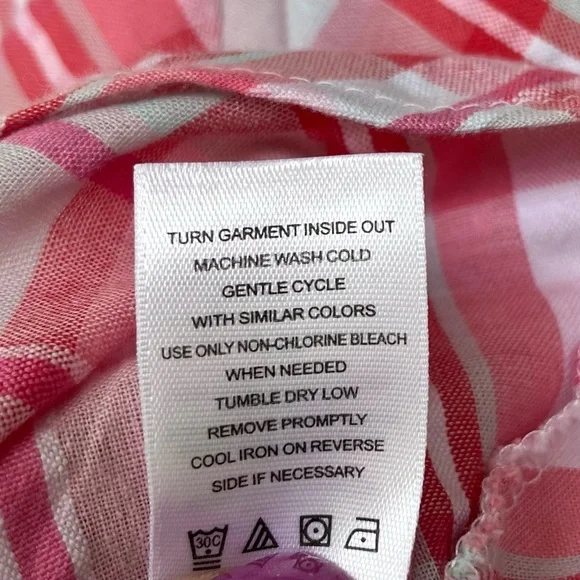 TURN GARMENT INSIDE OUT
MACHINE WASH COLD
GENTLE CYCLE
WITH SIMILAR COLORS
USE ONLY NON-CHLORINE BLEACH
WHEN NEEDED
TUMBLE DRY LOW
REMOVE PROMPTLY
COOL IRON ON REVERSE
SIDE IF NECESSARY
30C